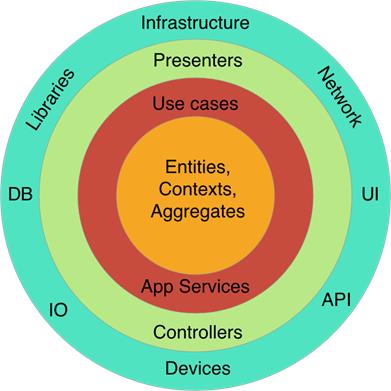 Infrastructure
Presenters
Libraries
Network
Use cases
Entities,
Contexts,
Aggregates
DB
UI
App Services
IO
API
Controllers
Devices